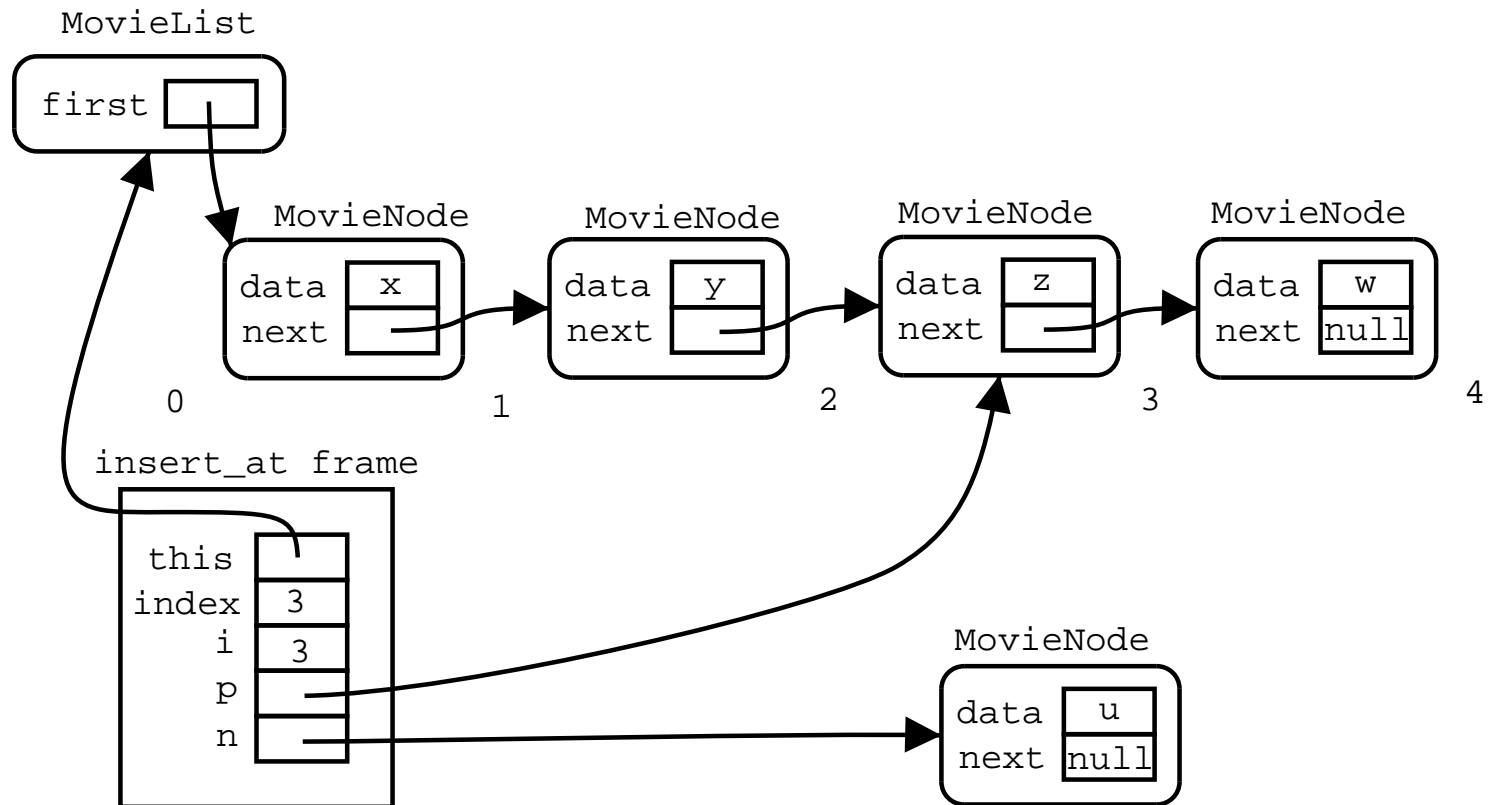 MovieList
first
MovieNode MovieNode MovieNode MovieNode
data x data y data z data w
next next next next null
0 1 2 3 4
insert_at frame
this
index 3
i 3
p
n
MovieNode
data u
next null